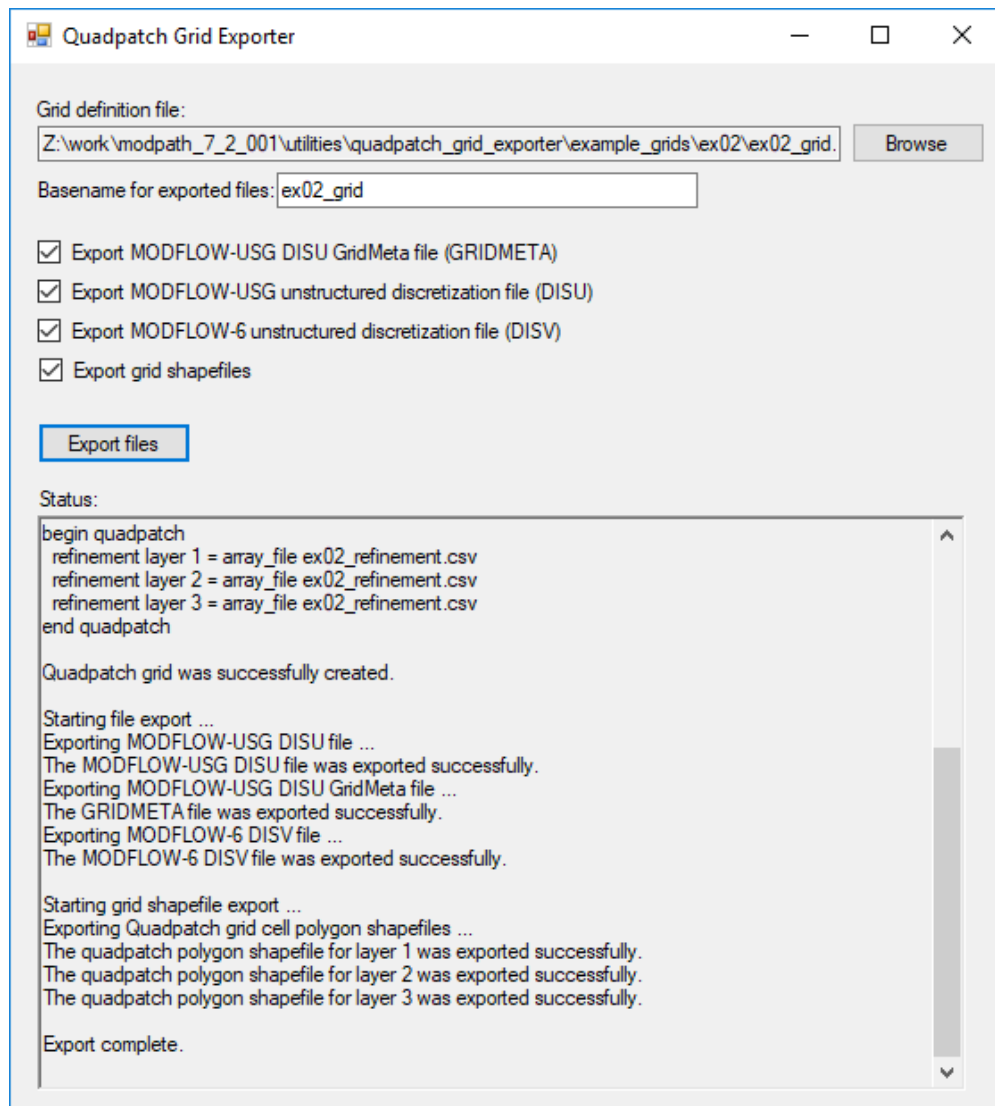 Quadpatch Grid Exporter
Grid definition file:
Z:\work\modpath_7_2_001\utilities\quadpatch_grid_exporter\example_grids\ex02\ex02_grid.
Browse
Basename for exported files: ex02_grid
Export MODFLOW-USG DISU GridMeta file (GRIDMETA)
Export MODFLOW-USG unstructured discretization file (DISU)
Export MODFLOW-6 unstructured discretization file (DISV)
Export grid shapefiles
Export files
Status:
begin quadpatch
refinement layer 1 = array_file ex02_refinement.csv
refinement layer 2 = array_file ex02_refinement.csv
refinement layer 3 = array_file ex02_refinement.csv
end quadpatch
Quadpatch grid was successfully created.
Starting file export ...
Exporting MODFLOW-USG DISU file ...
The MODFLOW-USG DISU file was exported successfully.
Exporting MODFLOW-USG DISU GridMeta file ...
The GRIDMETA file was exported successfully.
Exporting MODFLOW-6 DISV file ...
The MODFLOW-6 DISV file was exported successfully.
Starting grid shapefile export ...
Exporting Quadpatch grid cell polygon shapefiles ...
The quadpatch polygon shapefile for layer 1 was exported successfully.
The quadpatch polygon shapefile for layer 2 was exported successfully.
The quadpatch polygon shapefile for layer 3 was exported successfully.
Export complete.